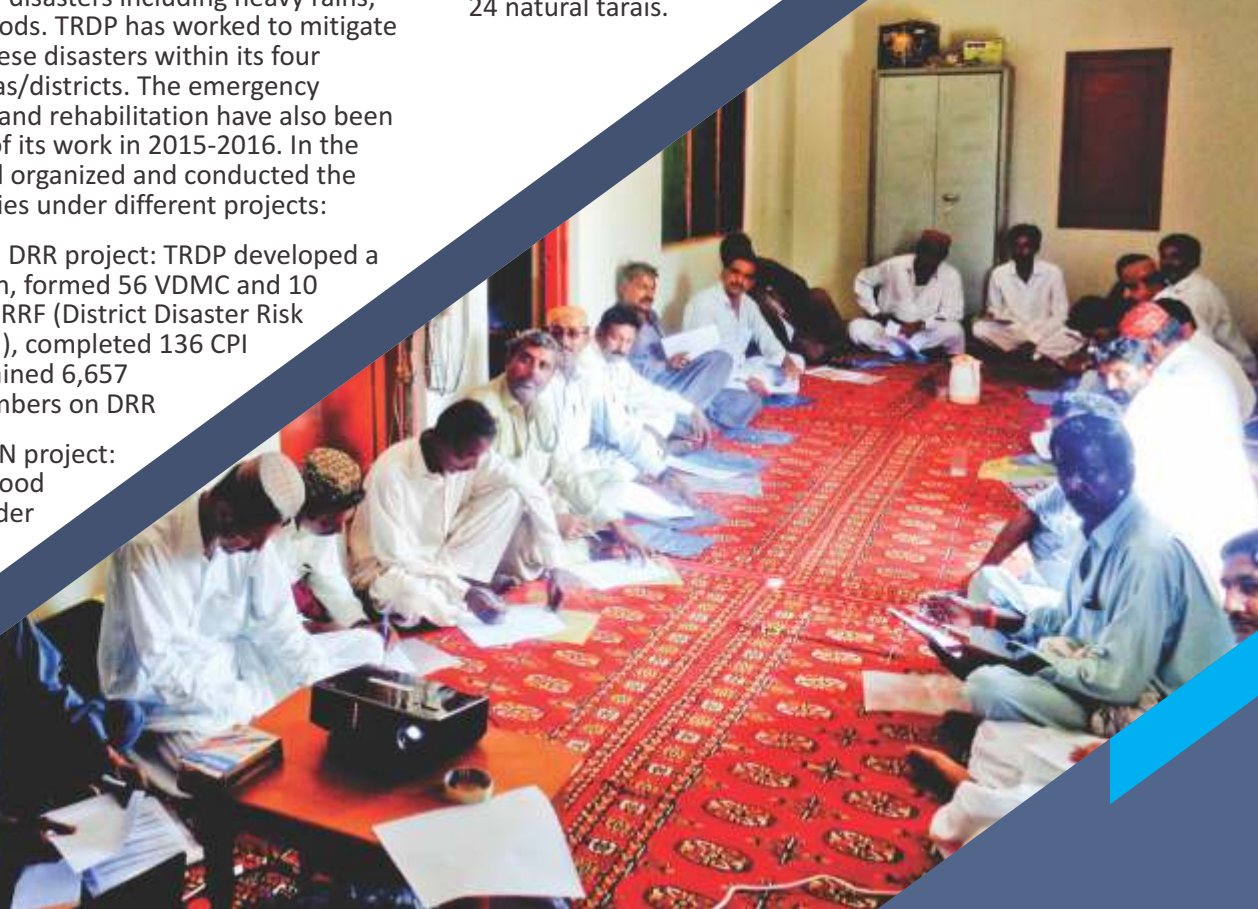 disasters including heavy rains,
ods. TRDP has worked to mitigate
ese disasters within its four
as/districts. The emergency
and rehabilitation have also been
of its work in 2015-2016. In the
organized and conducted the
ies under different projects:
DRR project: TRDP developed a
n, formed 56 VDMC and 10
RRF (District Disaster Risk
), completed 136 CPI
ined 6,657
mbers on DRR
N project:
ood
der
24 natural tarais.